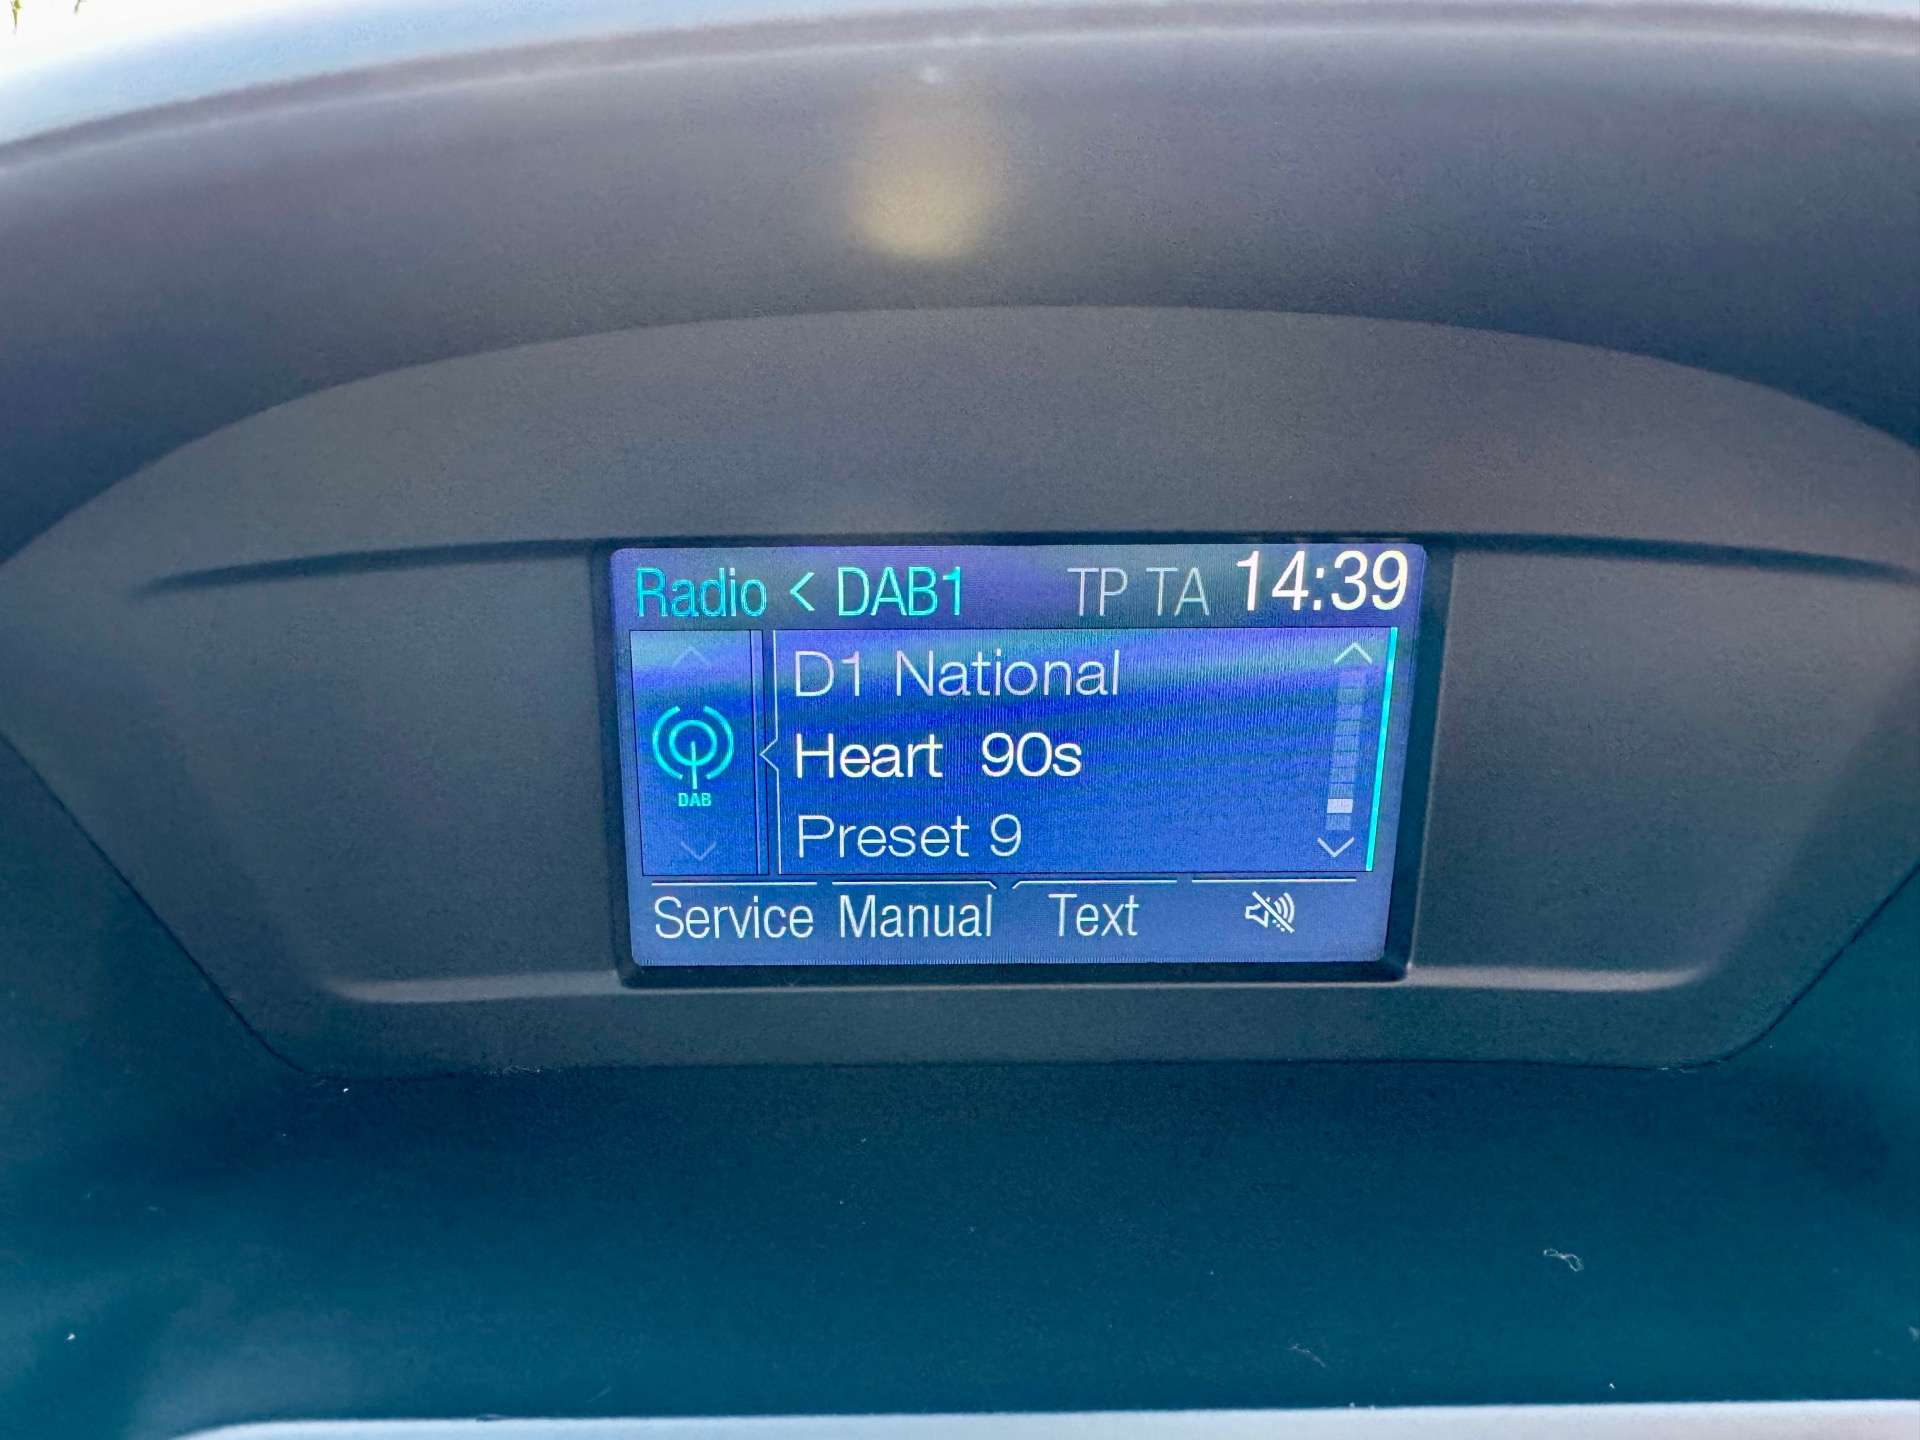 Radio < DAB1 TP TA 14:39
D1 National
Heart 90s
DAB
Preset 9
Service Manual Text